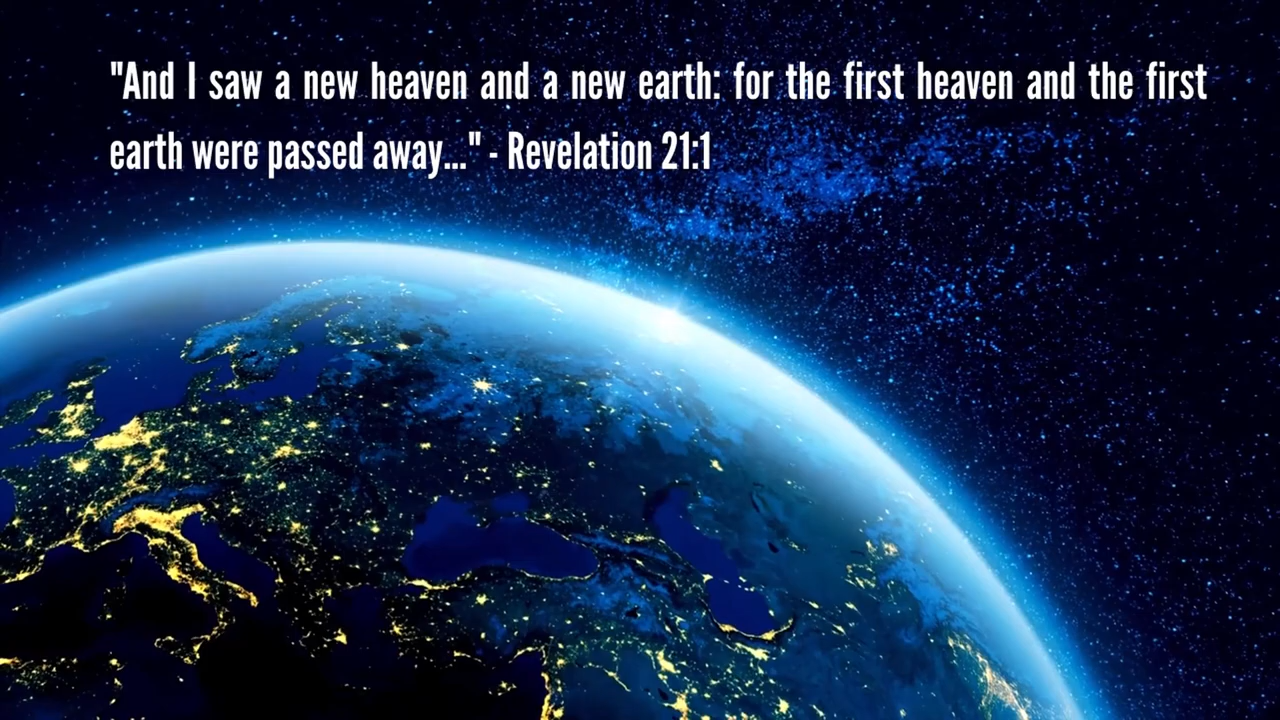 "And I saw a new heaven and a new earth: for the first heaven and the first
earth were passed away..." - Revelation 21:1